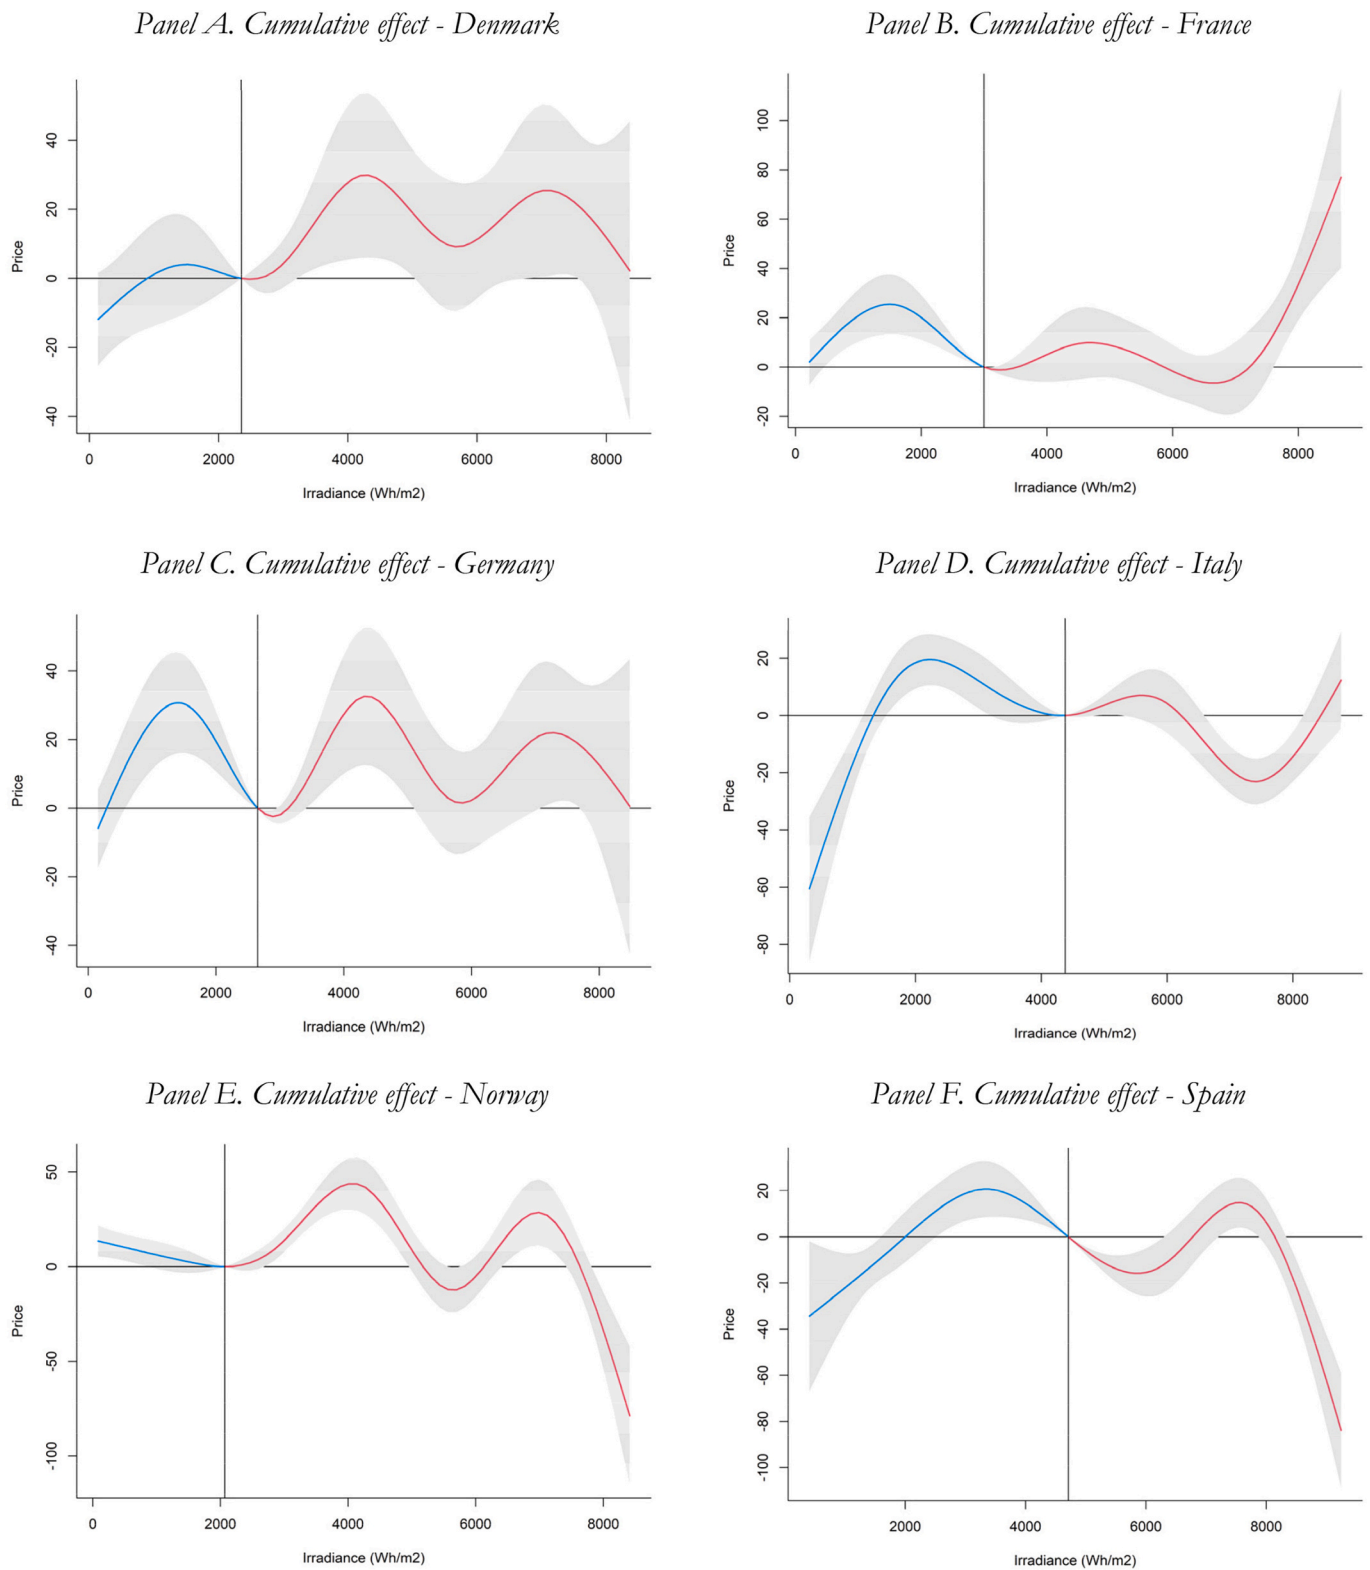 Panel A. Cumulative effect - Denmark
Panel B. Cumulative effect - France
Price
40
20
0
20
40
0 2000 4000 6000 8000
Irradiance (Wh/m2)
Price
100
80
60
40
20
0
-20
0 2000 4000 6000 8000
Irradiance (Wh/m2)
Panel C. Cumulative effect - Germany
Panel D. Cumulative effect - Italy
Price
40
20
0
20
40
0 2000 4000 6000 8000
Irradiance (Wh/m2)
Price
20
0
-20
-40
-60
-80
0 2000 4000 6000 8000
Irradiance (Wh/m2)
Panel E. Cumulative effect - Norway
Panel F. Cumulative effect - Spain
Price
50
0
-50
-100
0 2000 4000 6000 8000
Irradiance (Wh/m2)
Price
20
0
-20
-40
-60
-80
-100
2000 4000 6000 8000
Irradiance (Wh/m2)